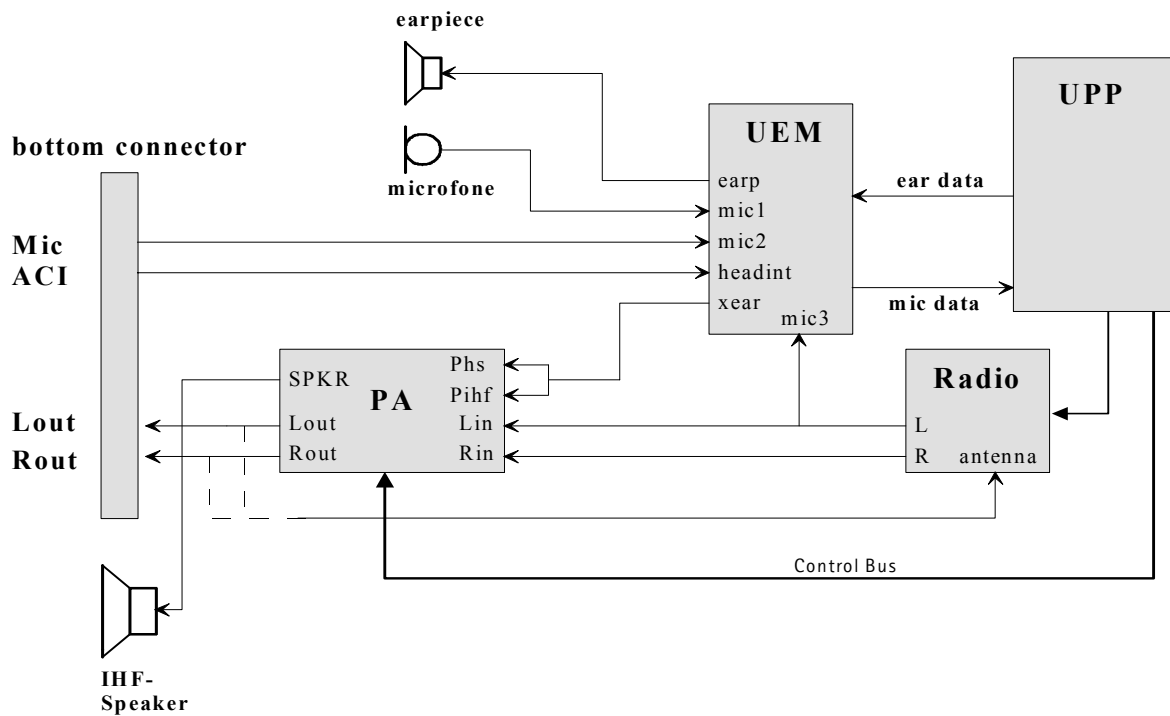 earpiece
UPP
UEM
bottom connector
microfone
earp
ear data
mic1
Mic
mic2
ACI
headint
xear
mic data
mic3
Phs
SPKR
Radio
PA
Pihf
Lout
Lout
Lin
L
Rout
Rout
Rin
R
antenna
Control Bus
IHF-
Speaker